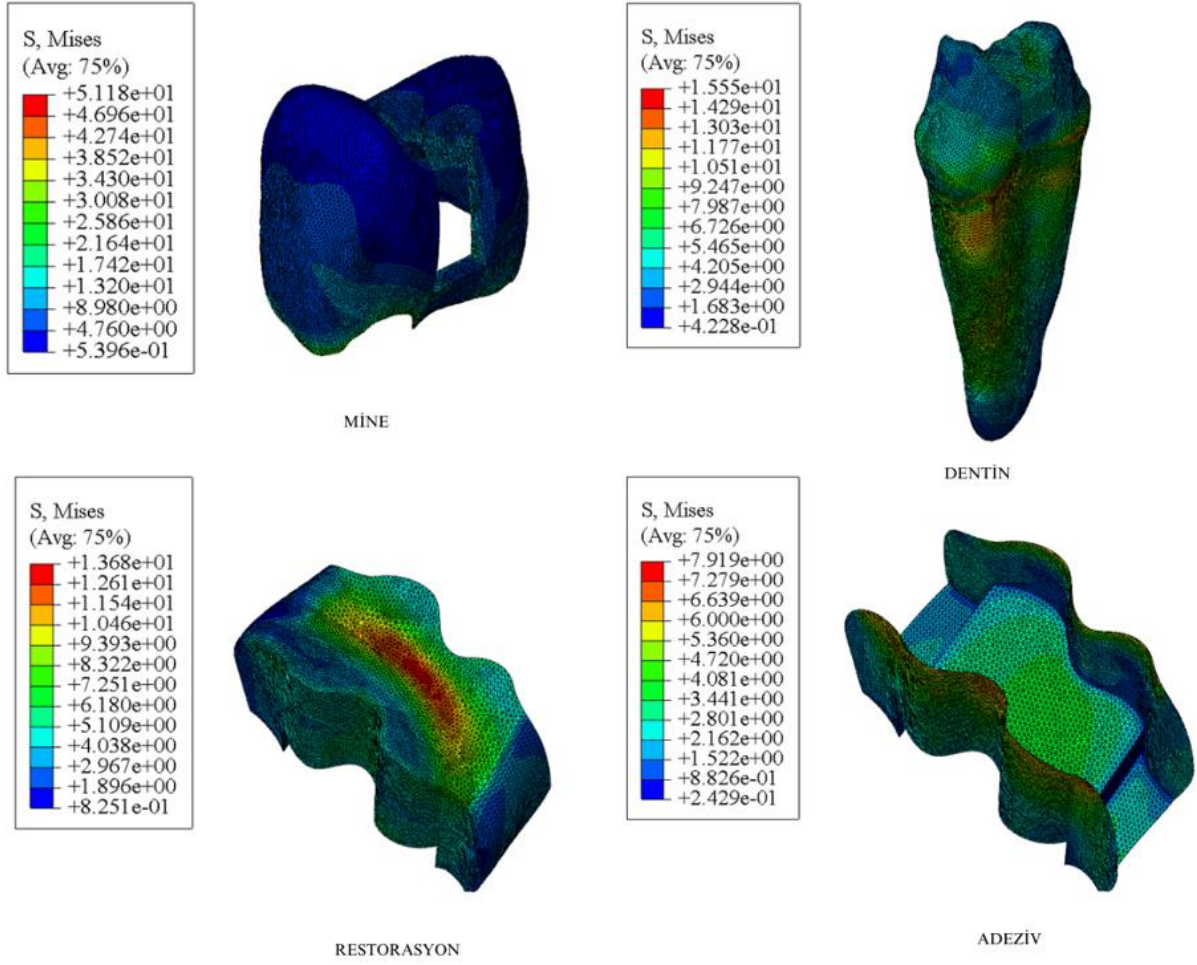 S, Mises
(Avg: 75%)
+5.118e+01
+4.696e+01
+4.274e+01
+3.852e+01
+3.430e+01
+3.008e+01
+2.586e+01
+2.164e+01
+1.742e+01
+1.320e+01
+8.980e+00
+4.760e+00
+5.396e-01
MİNE
S, Mises
(Avg: 75%)
+1.555e+01
+1.429e+01
+1.303e+01
+1.177e+01
+1.051e+01
+9.247e+00
+7.987e+00
+6.726e+00
+5.465e+00
+4.205e+00
+2.944e+00
+1.683e+00
+4.228e-01
DENTİN
S, Mises
(Avg: 75%)
+1.368e+01
+1.261e+01
+1.154e+01
+1.046e+01
+9.393e+00
+8.322e+00
+7.251e+00
+6.180e+00
+5.109e+00
+4.038e+00
+2.967e+00
+1.896e+00
+8.251e-01
RESTORASYON
S, Mises
(Avg: 75%)
+7.919e+00
+7.279e+00
+6.639e+00
+6.000e+00
+5.360e+00
+4.720e+00
+4.081e+00
+3.441e+00
+2.801e+00
+2.162e+00
+1.522e+00
+8.826e-01
+2.429e-01
ADEZİV